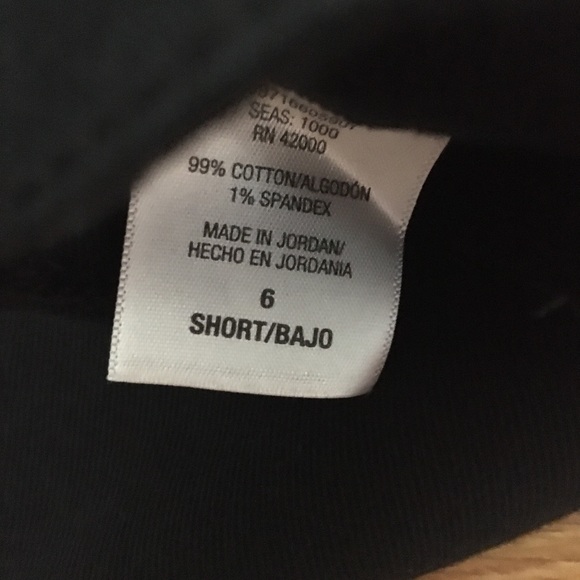 SEAS: 1000
RN 42000
99% COTTON/ALGODÓN
1% SPANDEX
MADE IN JORDAN/
HECHO EN JORDANIA
6
SHORT/BAJO